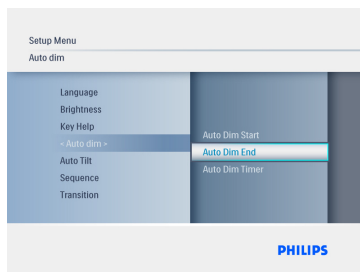 Setup Menu
Auto dim
Language
Brightness
Key Help
« Auto dim »
Auto Tilt
Sequence
Transition
Auto Dim Start
Auto Dim End
Auto Dim Timer
PHILIPS